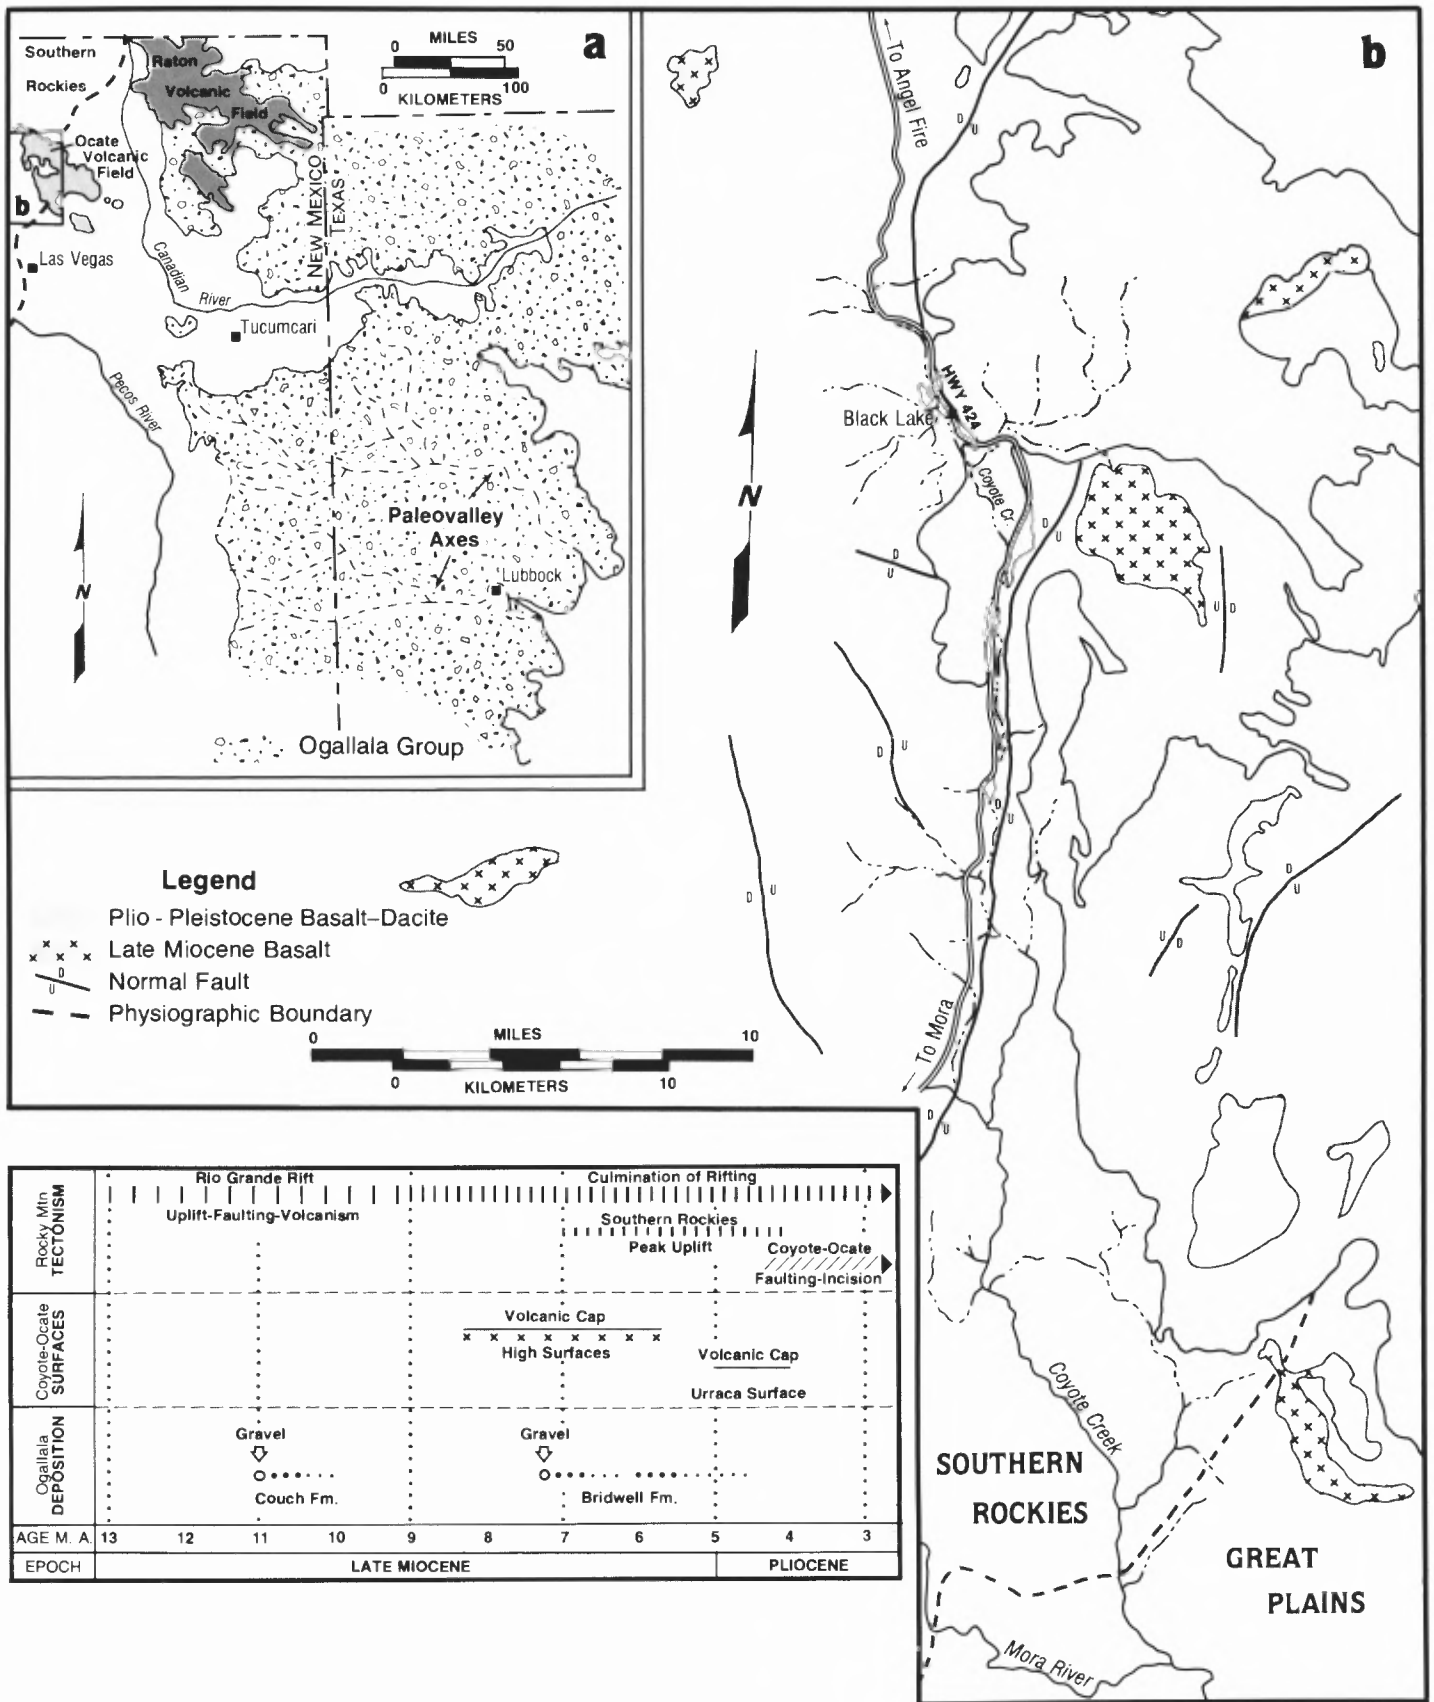 a
MILES
0 50
0 100
KILOMETERS
Southern
Rockies
Raton
Volcanic
Field
Ocate
Volcanic
Field
b
Las Vegas
Canadian
River
NEW MEXICO
TEXAS
Tucumcari
Pecos River
N
Paleovalley
Axes
Lubbock
Ogallala Group
b
To Angel Fire
D
U
HWY 424
Black Lake
Coyote Cr
N
D
U
D
U
U D
D U
D U
D
U
D
U
U D
To Mora
D
U
Coyote Creek
SOUTHERN
ROCKIES
GREAT
PLAINS
Mora River
Legend
Plio - Pleistocene Basalt–Dacite
Late Miocene Basalt
D
U
Normal Fault
Physiographic Boundary
0 MILES 10
0 KILOMETERS 10
Rocky Mtn
TECTONISM
Rio Grande Rift
Culmination of Rifting
Uplift-Faulting-Volcanism
Southern Rockies
Peak Uplift
Coyote-Ocate
Faulting-Incision
Coyote-Ocate
SURFACES
Volcanic Cap
High Surfaces
Volcanic Cap
Urraca Surface
Ogallala
DEPOSITION
Gravel
Gravel
Couch Fm.
Bridwell Fm.
AGE M. A. 13 12 11 10 9 8 7 6 5 4 3
EPOCH LATE MIOCENE PLIOCENE